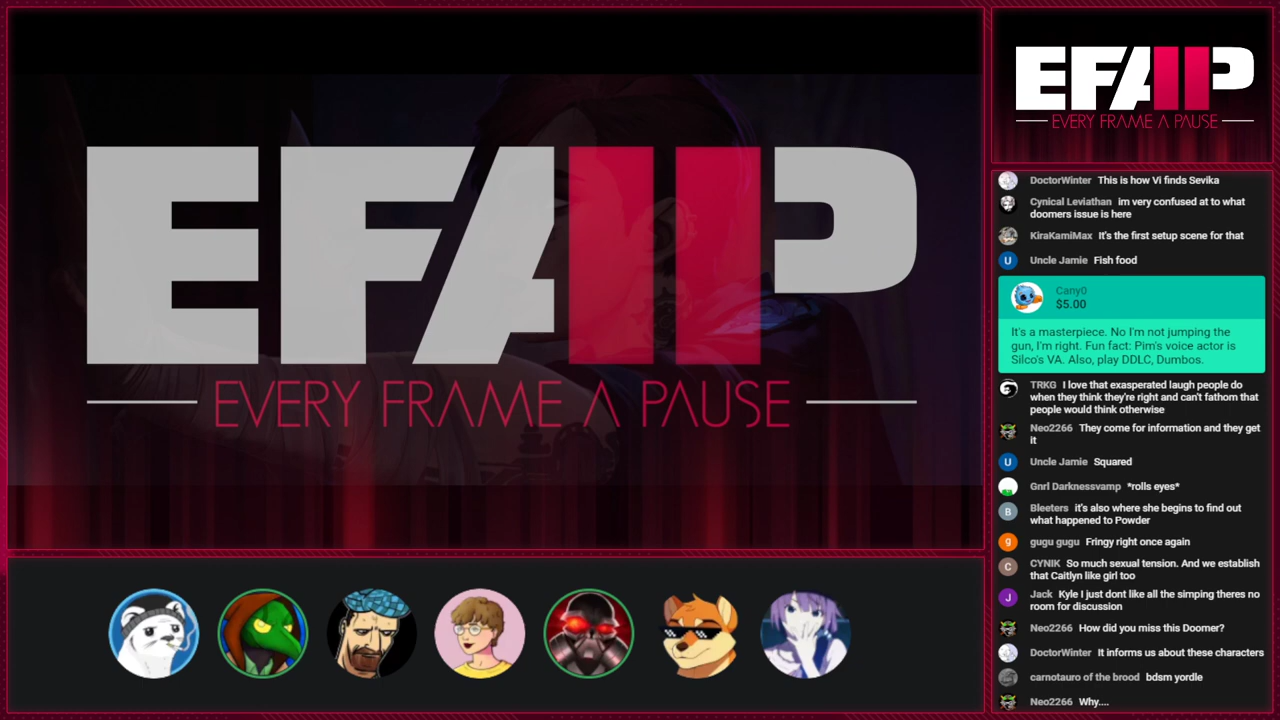 EFAP
EVERY FRAME A PAUSE
EFAP
EVERY FRAME A PAUSE
DoctorWinter This is how Vi finds Sevika
Cynical Leviathan im very confused at to what
doomers issue is here
KiraKamiMax It's the first setup scene for that
U Uncle Jamie Fish food
Cany0
$5.00
It's a masterpiece. No I'm not jumping the
gun, I'm right. Fun fact: Pim's voice actor is
Silco's VA. Also, play DDLC, Dumbos.
TRKG I love that exasperated laugh people do
when they think they're right and can't fathom that
people would think otherwise
Neo2266 They come for information and they get
it
U Uncle Jamie Squared
Gnrl Darknessvamp *rolls eyes*
B Bleeters it's also where she begins to find out
what happened to Powder
g gugu gugu Fringy right once again
C CYNIK So much sexual tension. And we establish
that Caitlyn like girl too
J Jack Kyle I just dont like all the simping theres no
room for discussion
Neo2266 How did you miss this Doomer?
DoctorWinter It informs us about these characters
carnotauro of the brood bdsm yordle
Neo2266 Why....